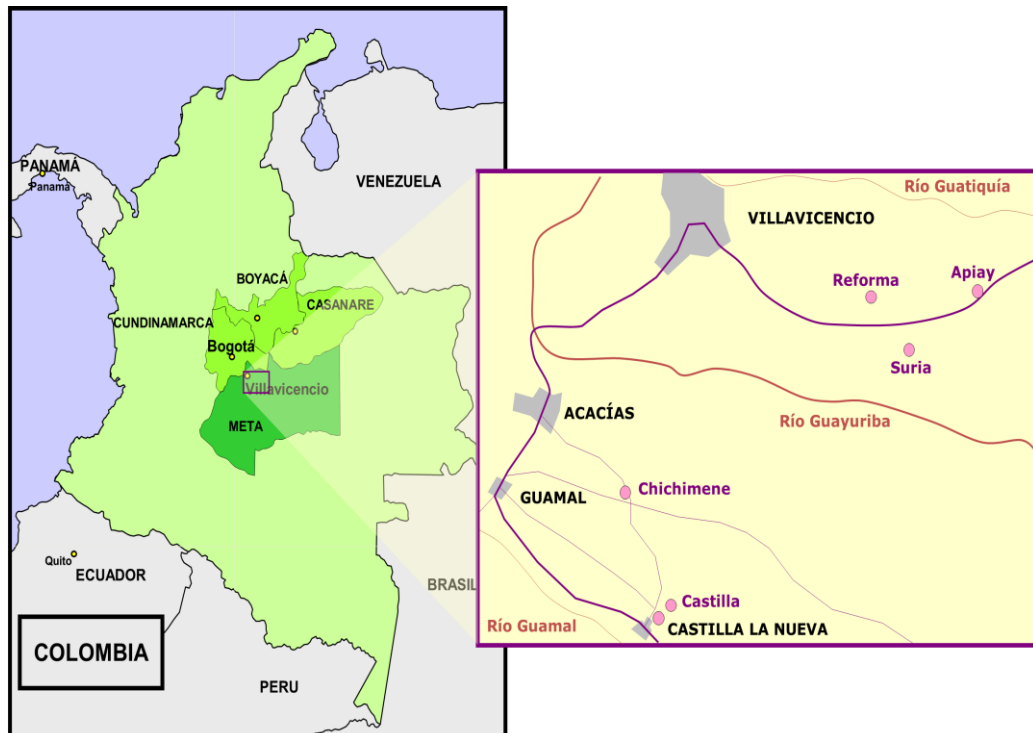 PANAMÁ
Panamá
VENEZUELA
BOYACÁ
CASANARE
CUNDINAMARCA
Bogotá
Villavicencio
META
Quito
ECUADOR
BRASIL
COLOMBIA
PERU
Río Guatiquía
VILLAVICENCIO
Reforma
Apiay
Suria
ACACÍAS
Río Guayuriba
Chichimene
GUAMAL
Castilla
Río Guamal
CASTILLA LA NUEVA